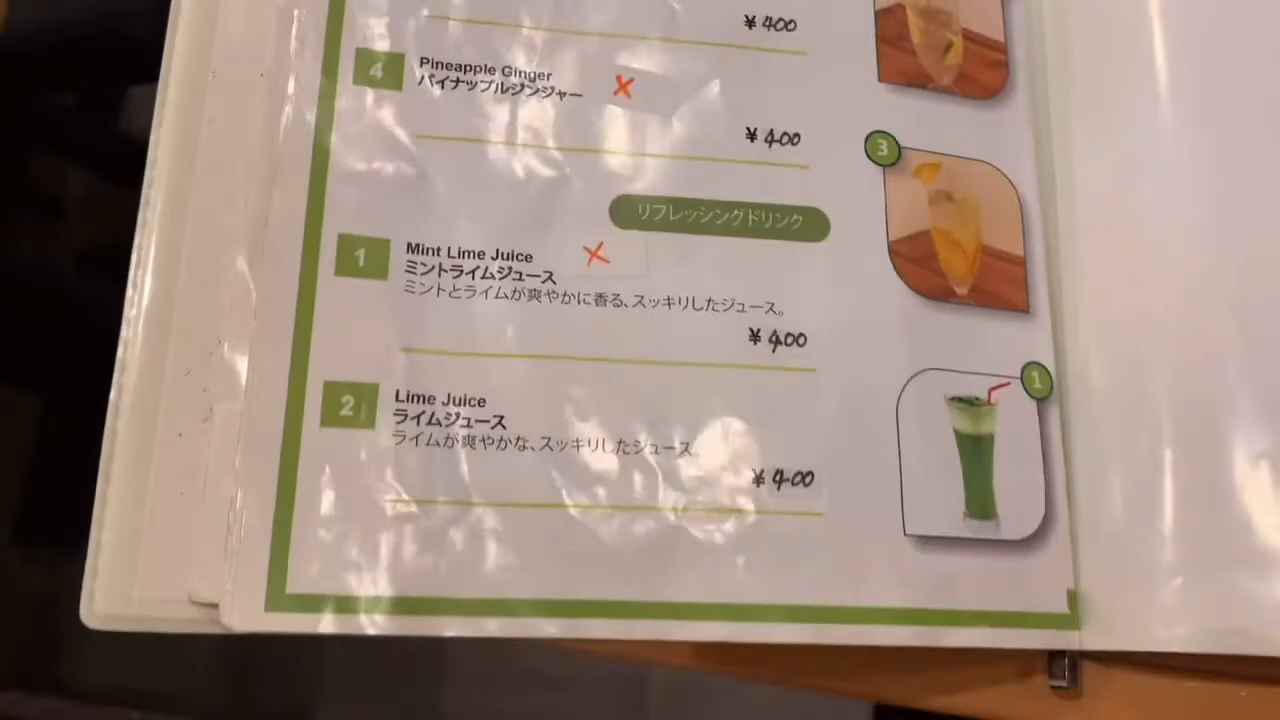 ¥400
4
Pineapple Ginger
パイナップルジンジャー
¥400
3
リフレッシングドリンク
1
Mint Lime Juice
ミントライムジュース
ミントとライムが爽やかに香る、スッキリしたジュース。
¥400
2
Lime Juice
ライムジュース
ライムが爽やかな、スッキリしたジュース。
¥400
1